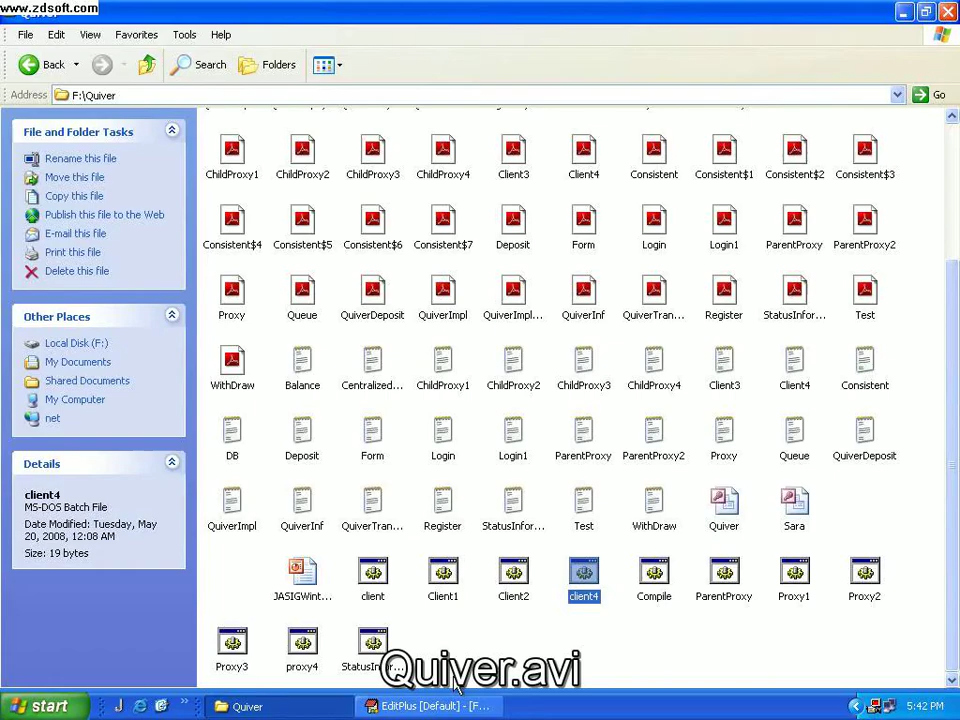 www.zdsoft.com
File Edit View Favorites Tools Help
Back Search Folders
Address F:\Quiver Go
File and Folder Tasks
Rename this file
Move this file
Copy this file
Publish this file to the Web
E-mail this file
Print this file
Delete this file
Other Places
Local Disk (F:)
My Documents
Shared Documents
My Computer
net
Details
client4
MS-DOS Batch File
Date Modified: Tuesday, May
20, 2008, 12:08 AM
Size: 19 bytes
ChildProxy1 ChildProxy2 ChildProxy3 ChildProxy4 Client3 Client4 Consistent Consistent$1 Consistent$2 Consistent$3
Consistent$4 Consistent$5 Consistent$6 Consistent$7 Deposit Form Login Login1 ParentProxy ParentProxy2
Proxy Queue QuiverDeposit QuiverImpl QuiverImpl... QuiverInf QuiverTran... Register StatusInfor... Test
WithDraw Balance Centralized... ChildProxy1 ChildProxy2 ChildProxy3 ChildProxy4 Client3 Client4 Consistent
DB Deposit Form Login Login1 ParentProxy ParentProxy2 Proxy Queue QuiverDeposit
QuiverImpl QuiverInf QuiverTran... Register StatusInfor... Test WithDraw Quiver Sara
JASIGWint... client Client1 Client2 client4 Compile ParentProxy Proxy1 Proxy2
Proxy3 proxy4 StatusInfor...
Quiver.avi
start Quiver EditPlus [Default] - [F... 5:42 PM